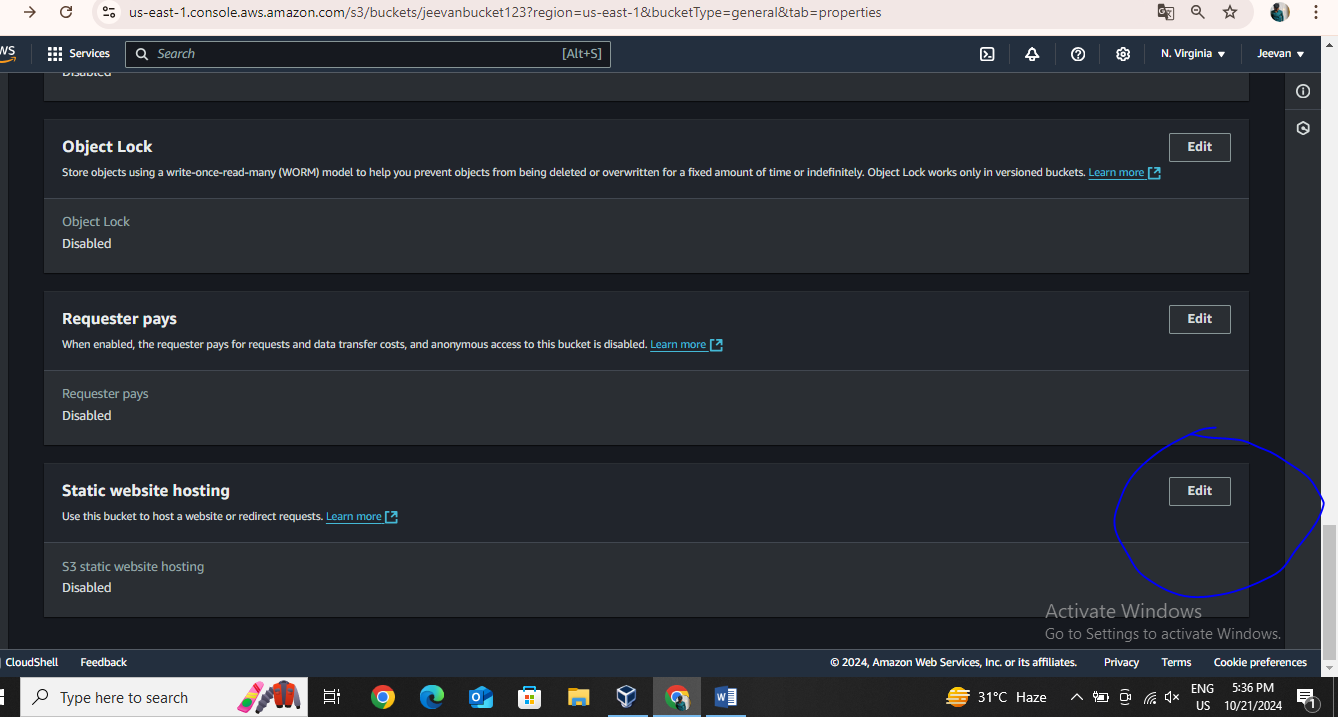 us-east-1.console.aws.amazon.com/s3/buckets/jeevanbucket123?region=us-east-1&bucketType=general&tab=properties
Services
Search
[Alt+S]
N. Virginia
Jeevan
Disabled
Object Lock
Edit
Store objects using a write-once-read-many (WORM) model to help you prevent objects from being deleted or overwritten for a fixed amount of time or indefinitely. Object Lock works only in versioned buckets. Learn more
Object Lock
Disabled
Requester pays
Edit
When enabled, the requester pays for requests and data transfer costs, and anonymous access to this bucket is disabled. Learn more
Requester pays
Disabled
Static website hosting
Edit
Use this bucket to host a website or redirect requests. Learn more
S3 static website hosting
Disabled
Activate Windows
Go to Settings to activate Windows.
CloudShell
Feedback
© 2024, Amazon Web Services, Inc. or its affiliates.
Privacy
Terms
Cookie preferences
Type here to search
31°C Haze
ENG
US
5:36 PM
10/21/2024
1